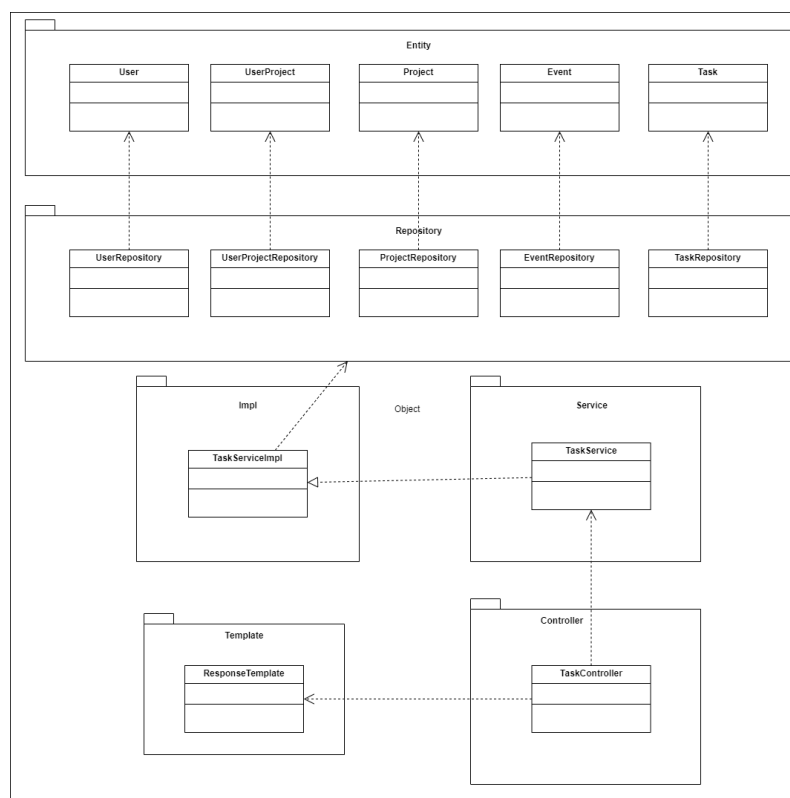 Entity
User
UserProject
Project
Event
Task
Repository
UserRepository
UserProjectRepository
ProjectRepository
EventRepository
TaskRepository
Impl
Object
Service
TaskServiceImpl
TaskService
Template
Controller
ResponseTemplate
TaskController